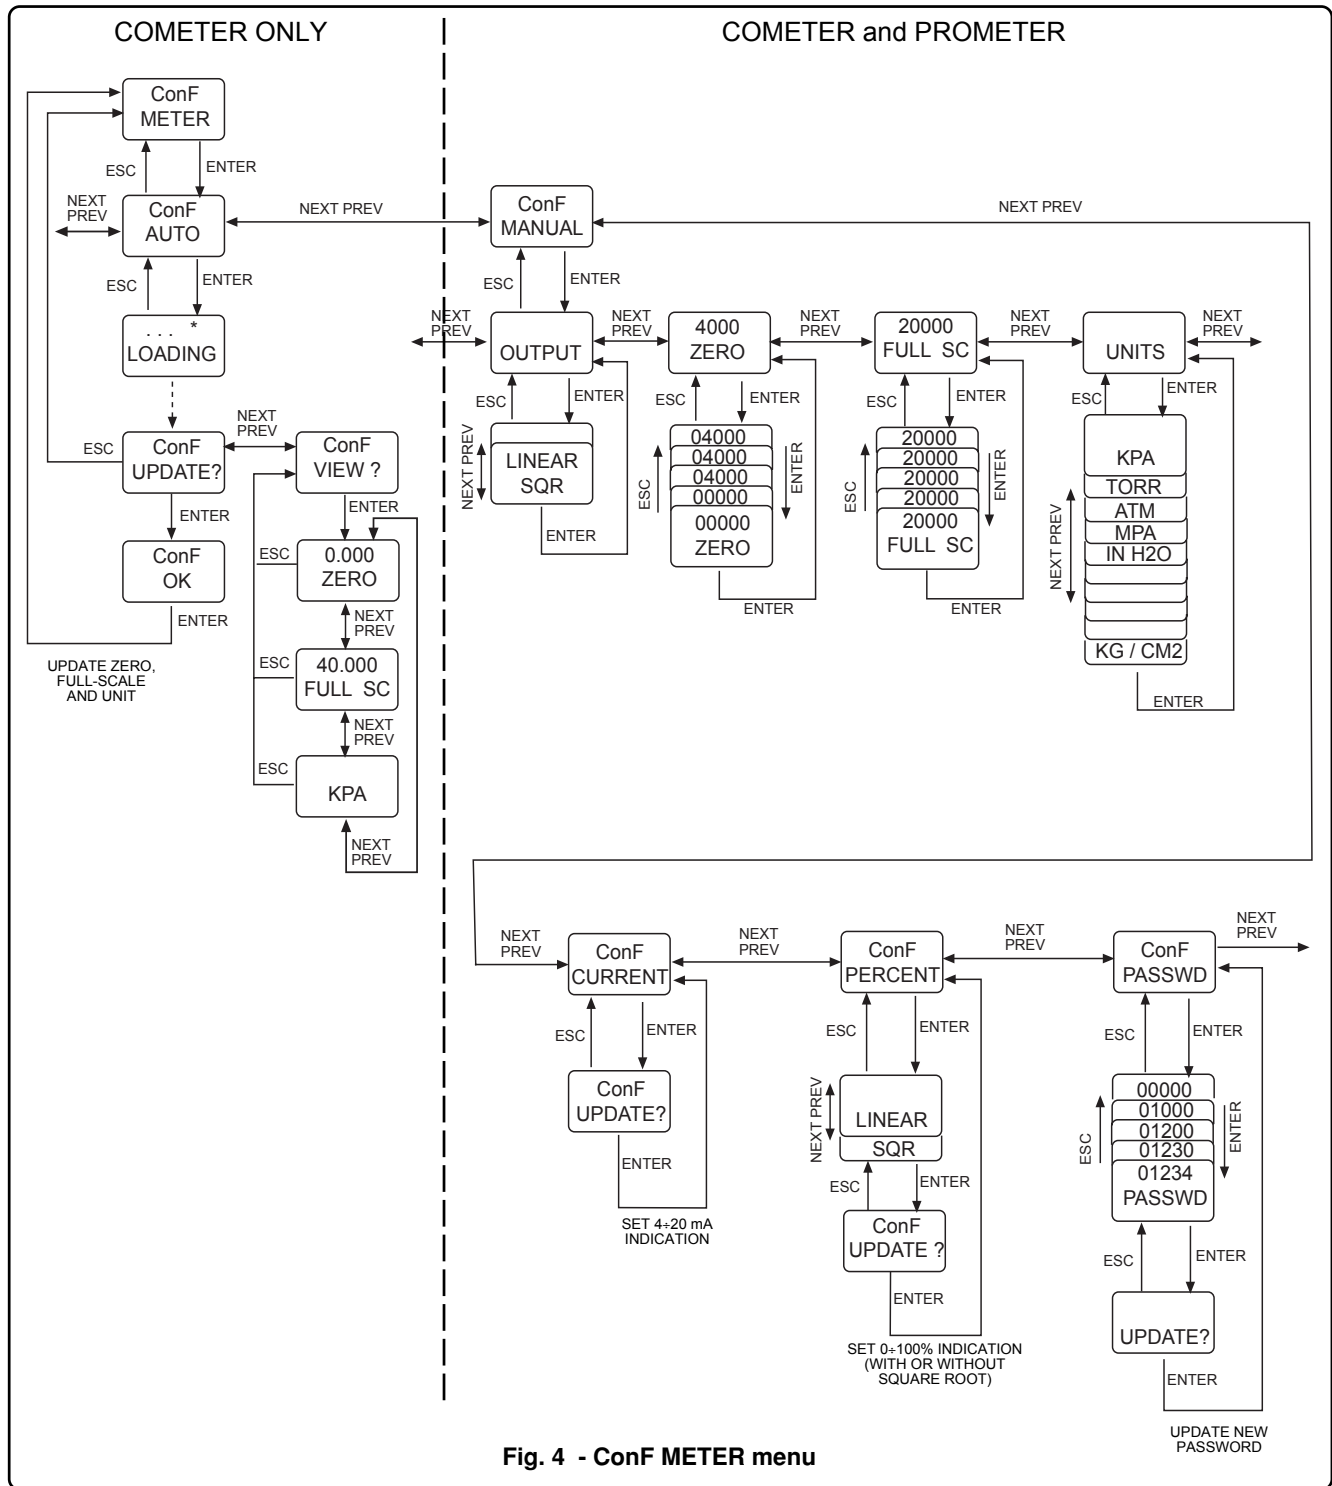 COMETER ONLY
COMETER and PROMETER
ConF
METER
ESC
ENTER
NEXT
PREV
ConF
AUTO
NEXT PREV
ConF
MANUAL
NEXT PREV
ESC
ENTER
. . . *
LOADING
ESC
ENTER
NEXT
PREV
OUTPUT
NEXT
PREV
4000
ZERO
NEXT
PREV
20000
FULL SC
NEXT
PREV
UNITS
NEXT
PREV
ESC
ENTER
ESC
ENTER
ESC
ENTER
ESC
ENTER
NEXT PREV
LINEAR
SQR
ENTER
ESC
04000
04000
04000
00000
00000
ZERO
ENTER
ENTER
ESC
20000
20000
20000
20000
20000
FULL SC
ENTER
ENTER
NEXT PREV
KPA
TORR
ATM
MPA
IN H2O
KG / CM2
ENTER
ESC
ConF
UPDATE?
NEXT
PREV
ConF
VIEW ?
ENTER
ENTER
ConF
OK
ENTER
ESC
0.000
ZERO
NEXT
PREV
ESC
40.000
FULL SC
NEXT
PREV
ESC
KPA
NEXT
PREV
UPDATE ZERO,
FULL-SCALE
AND UNIT
NEXT
PREV
ConF
CURRENT
NEXT
PREV
ConF
PERCENT
NEXT
PREV
ConF
PASSWD
NEXT
PREV
ESC
ENTER
ESC
ENTER
ESC
ENTER
ConF
UPDATE?
ENTER
SET 4÷20 mA
INDICATION
NEXT PREV
LINEAR
SQR
ESC
ENTER
ConF
UPDATE ?
ENTER
SET 0÷100% INDICATION
(WITH OR WITHOUT
SQUARE ROOT)
ESC
00000
01000
01200
01230
01234
PASSWD
ENTER
ESC
ENTER
UPDATE?
ENTER
UPDATE NEW
PASSWORD
Fig. 4 - ConF METER menu